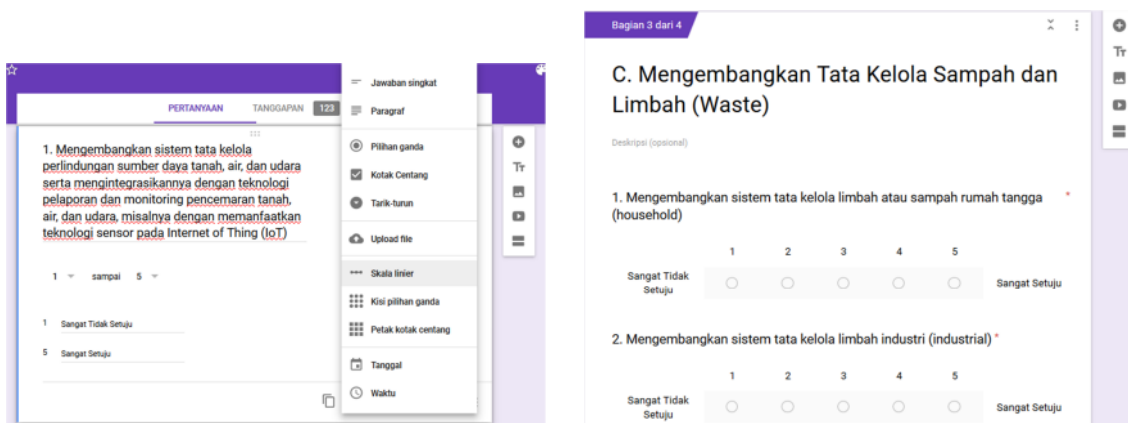 PERTANYAAN TANGGAPAN 123
1. Mengembangkan sistem tata kelola
perlindungan sumber daya tanah, air, dan udara
serta mengintegrasikannya dengan teknologi
pelaporan dan monitoring pencemaran tanah,
air, dan udara, misalnya dengan memanfaatkan
teknologi sensor pada Internet of Thing (IoT)
1 sampai 5
1 Sangat Tidak Setuju
5 Sangat Setuju
Jawaban singkat
Paragraf
Pilihan ganda
Kotak Centang
Tarik-turun
Upload file
Skala linier
Kisi pilihan ganda
Petak kotak centang
Tanggal
Waktu
Tт
Bagian 3 dari 4
C. Mengembangkan Tata Kelola Sampah dan
Limbah (Waste)
Deskripsi (opsional)
1. Mengembangkan sistem tata kelola limbah atau sampah rumah tangga *
(household)
1 2 3 4 5
Sangat Tidak
Setuju
Sangat Setuju
2. Mengembangkan sistem tata kelola limbah industri (industrial) *
1 2 3 4 5
Sangat Tidak
Setuju
Sangat Setuju
Tт